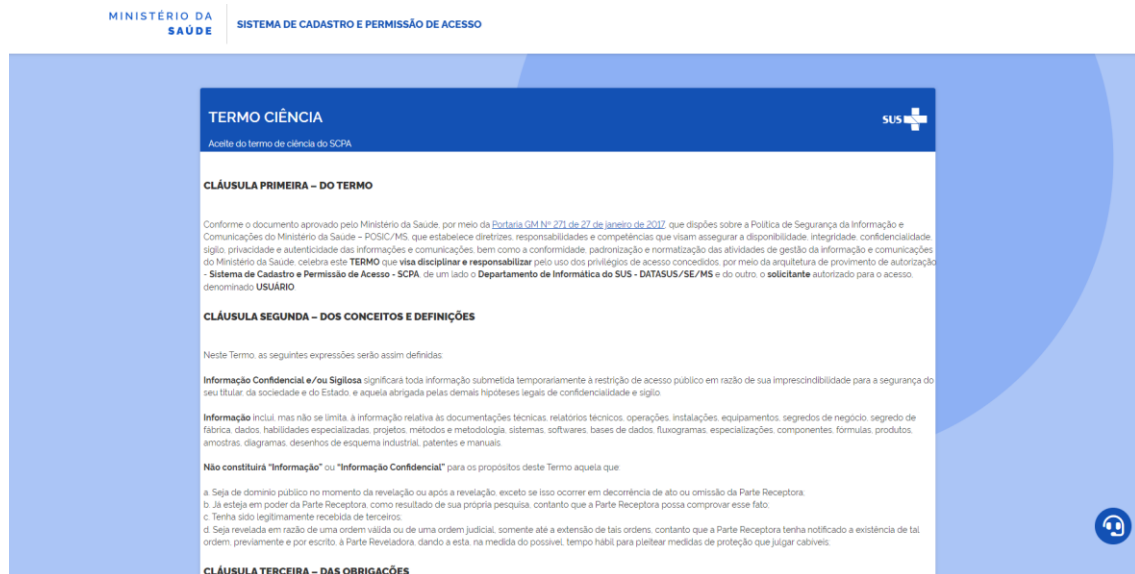 MINISTÉRIO DA
SAÚDE
SISTEMA DE CADASTRO E PERMISSÃO DE ACESSO
TERMO CIÊNCIA
SUS
Aceite do termo de ciência do SCPA
CLÁUSULA PRIMEIRA – DO TERMO
Conforme o documento aprovado pelo Ministério da Saúde, por meio da Portaria GM Nº 271 de 27 de janeiro de 2017, que dispões sobre a Política de Segurança da Informação e
Comunicações do Ministério da Saúde – POSIC/MS, que estabelece diretrizes, responsabilidades e competências que visam assegurar a disponibilidade, integridade, confidencialidade,
sigilo, privacidade e autenticidade das informações e comunicações, bem como a conformidade, padronização e normatização das atividades de gestão da informação e comunicações
do Ministério da Saúde, celebra este TERMO que visa disciplinar e responsabilizar pelo uso dos privilégios de acesso concedidos, por meio da arquitetura de provimento de autorização
- Sistema de Cadastro e Permissão de Acesso - SCPA, de um lado o Departamento de Informática do SUS - DATASUS/SE/MS e do outro, o solicitante autorizado para o acesso,
denominado USUÁRIO.
CLÁUSULA SEGUNDA – DOS CONCEITOS E DEFINIÇÕES
Neste Termo, as seguintes expressões serão assim definidas:
Informação Confidencial e/ou Sigilosa significará toda informação submetida temporariamente à restrição de acesso público em razão de sua imprescindibilidade para a segurança do
seu titular, da sociedade e do Estado, e aquela abrigada pelas demais hipóteses legais de confidencialidade e sigilo.
Informação inclui, mas não se limita, à informação relativa às documentações técnicas, relatórios técnicos, operações, instalações, equipamentos, segredos de negócio, segredo de
fábrica, dados, habilidades especializadas, projetos, métodos e metodologia, sistemas, softwares, bases de dados, fluxogramas, especializações, componentes, fórmulas, produtos,
amostras, diagramas, desenhos de esquema industrial, patentes e manuais.
Não constituirá "Informação" ou "Informação Confidencial" para os propósitos deste Termo aquela que:
a. Seja de domínio público no momento da revelação ou após a revelação, exceto se isso ocorrer em decorrência de ato ou omissão da Parte Receptora;
b. Já esteja em poder da Parte Receptora, como resultado de sua própria pesquisa, contanto que a Parte Receptora possa comprovar esse fato;
c. Tenha sido legitimamente recebida de terceiros;
d. Seja revelada em razão de uma ordem válida ou de uma ordem judicial, somente até a extensão de tais ordens, contanto que a Parte Receptora tenha notificado a existência de tal
ordem, previamente e por escrito, à Parte Reveladora, dando a esta, na medida do possível, tempo hábil para pleitear medidas de proteção que julgar cabíveis.
CLÁUSULA TERCEIRA – DAS OBRIGAÇÕES